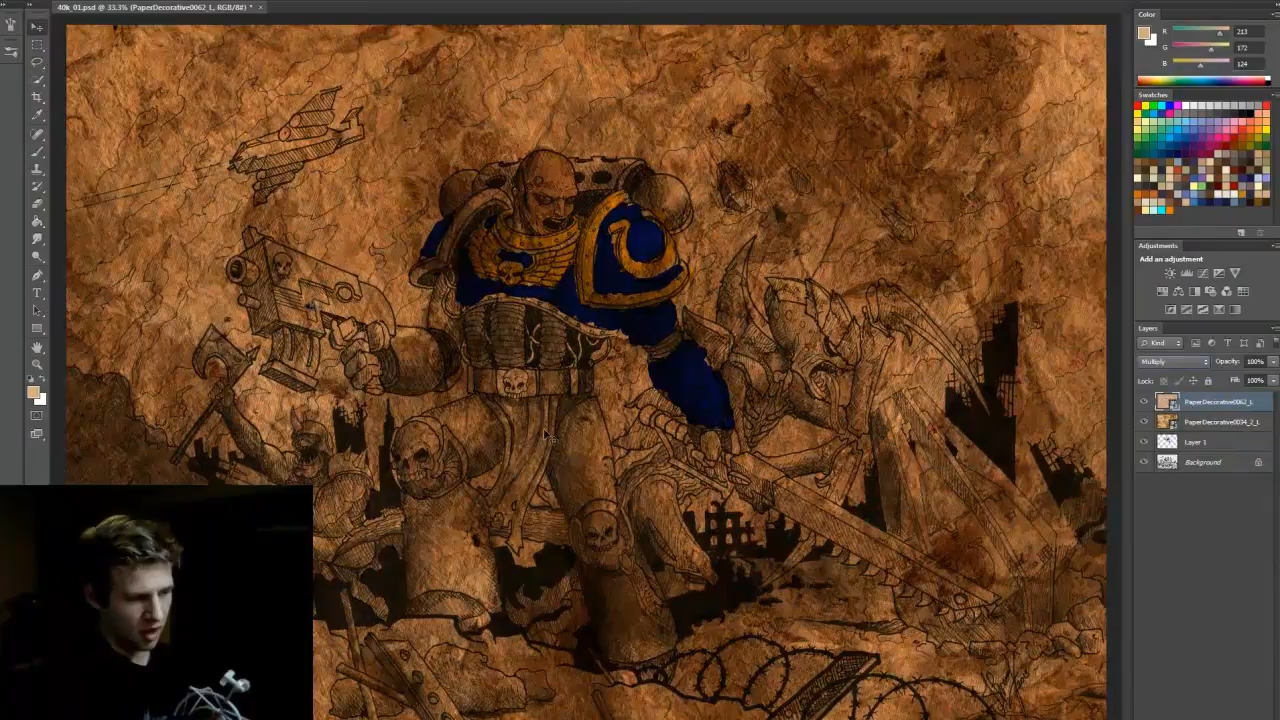 40k_01.psd @ 33.3% (PaperDecorative0062_L, RGB/8#) *
Color
R 213
G 172
B 124
Swatches
Adjustments
Add an adjustment
Layers
Kind
Multiply Opacity: 100%
Lock: Fill: 100%
PaperDecorative0062_L
PaperDecorative0034_2_L
Layer 1
Background